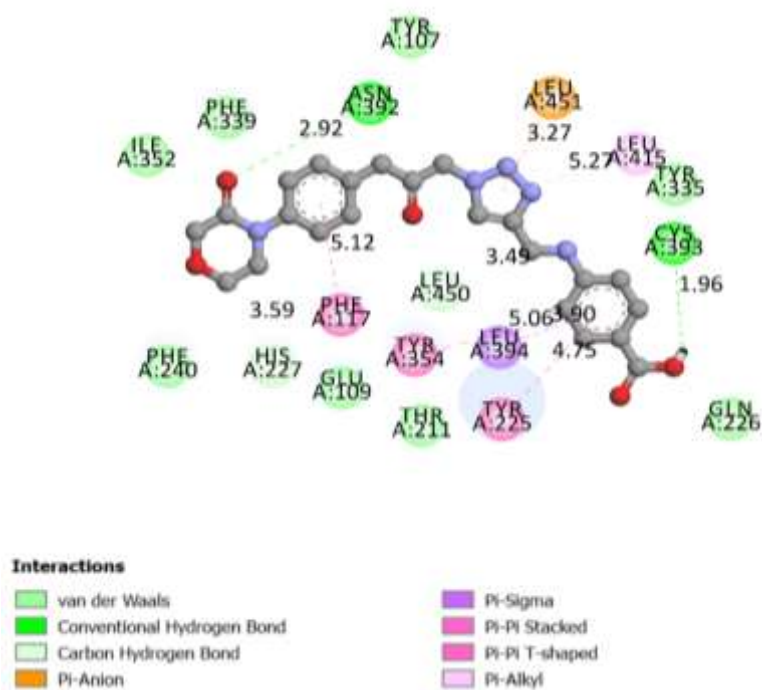 TYR
A:107
ASN
A:392
LEU
A:451
PHE
A:339
2.92
3.27
ILE
A:352
5.27
LEU
A:415
TYR
A:335
CYS
A:393
5.12
3.49
1.96
LEU
A:450
3.59
PHE
A:117
5.06
3.90
TYR
A:354
LEU
A:394
4.75
PHE
A:240
HIS
A:227
GLU
A:109
THR
A:211
TYR
A:225
GLN
A:226
Interactions
van der Waals
Conventional Hydrogen Bond
Carbon Hydrogen Bond
Pi-Anion
Pi-Sigma
Pi-Pi Stacked
Pi-Pi T-shaped
Pi-Alkyl